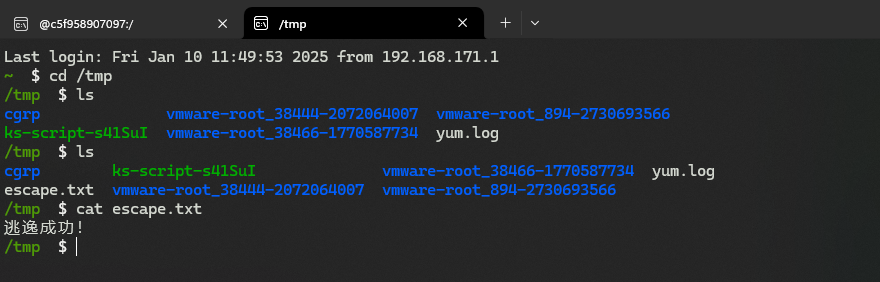 @c5f958907097:/
/tmp
Last login: Fri Jan 10 11:49:53 2025 from 192.168.171.1
~ $ cd /tmp
/tmp $ ls
cgrp vmware-root_38444-2072064007 vmware-root_894-2730693566
ks-script-s41SuI vmware-root_38466-1770587734 yum.log
/tmp $ ls
cgrp ks-script-s41SuI vmware-root_38466-1770587734 yum.log
escape.txt vmware-root_38444-2072064007 vmware-root_894-2730693566
/tmp $ cat escape.txt
逃逸成功!
/tmp $